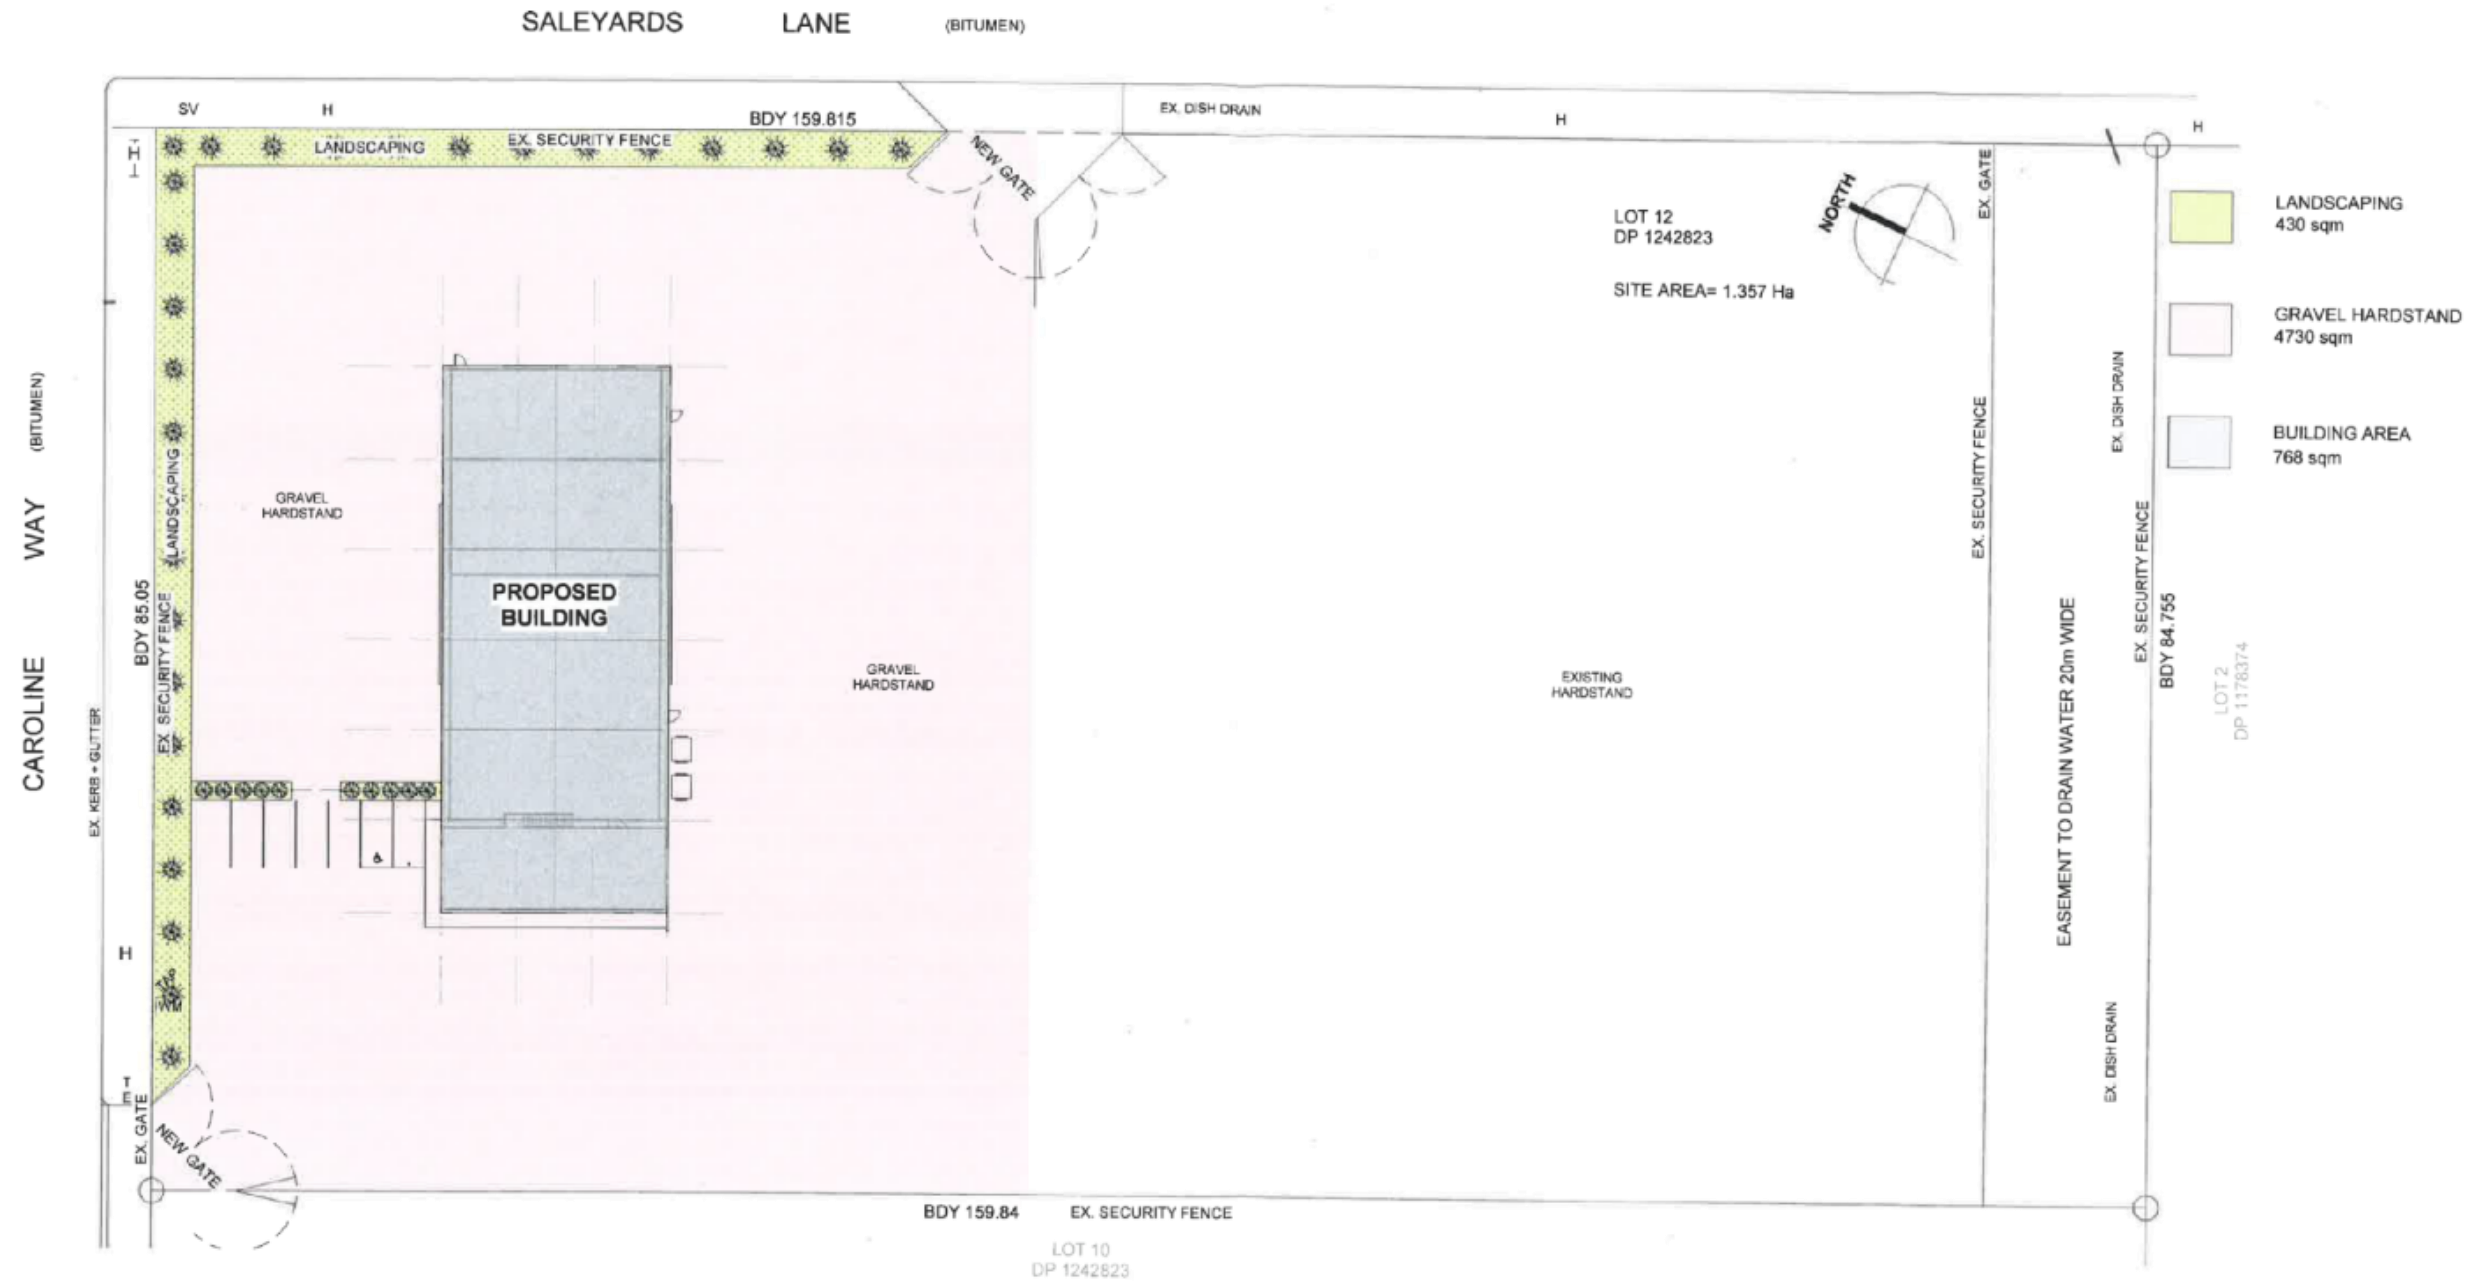 SALEYARDS LANE (BITUMEN)
SV
H
BDY 159.815
EX. DISH DRAIN
H
H
H
LANDSCAPING
EX. SECURITY FENCE
NEW GATE
EX. GATE
NORTH
LOT 12
DP 1242823
SITE AREA= 1.357 Ha
LANDSCAPING
430 sqm
GRAVEL HARDSTAND
4730 sqm
BUILDING AREA
768 sqm
CAROLINE WAY (BITUMEN)
EX. KERB + GUTTER
BDY 85.05
EX. SECURITY FENCE
LANDSCAPING
GRAVEL
HARDSTAND
PROPOSED
BUILDING
GRAVEL
HARDSTAND
EXISTING
HARDSTAND
EX. SECURITY FENCE
EX. DISH DRAIN
EX. SECURITY FENCE
BDY 84.755
EASEMENT TO DRAIN WATER 20m WIDE
LOT 2
DP 1178374
EX. DISH DRAIN
H
T
E
EX. GATE
NEW GATE
BDY 159.84
EX. SECURITY FENCE
LOT 10
DP 1242823